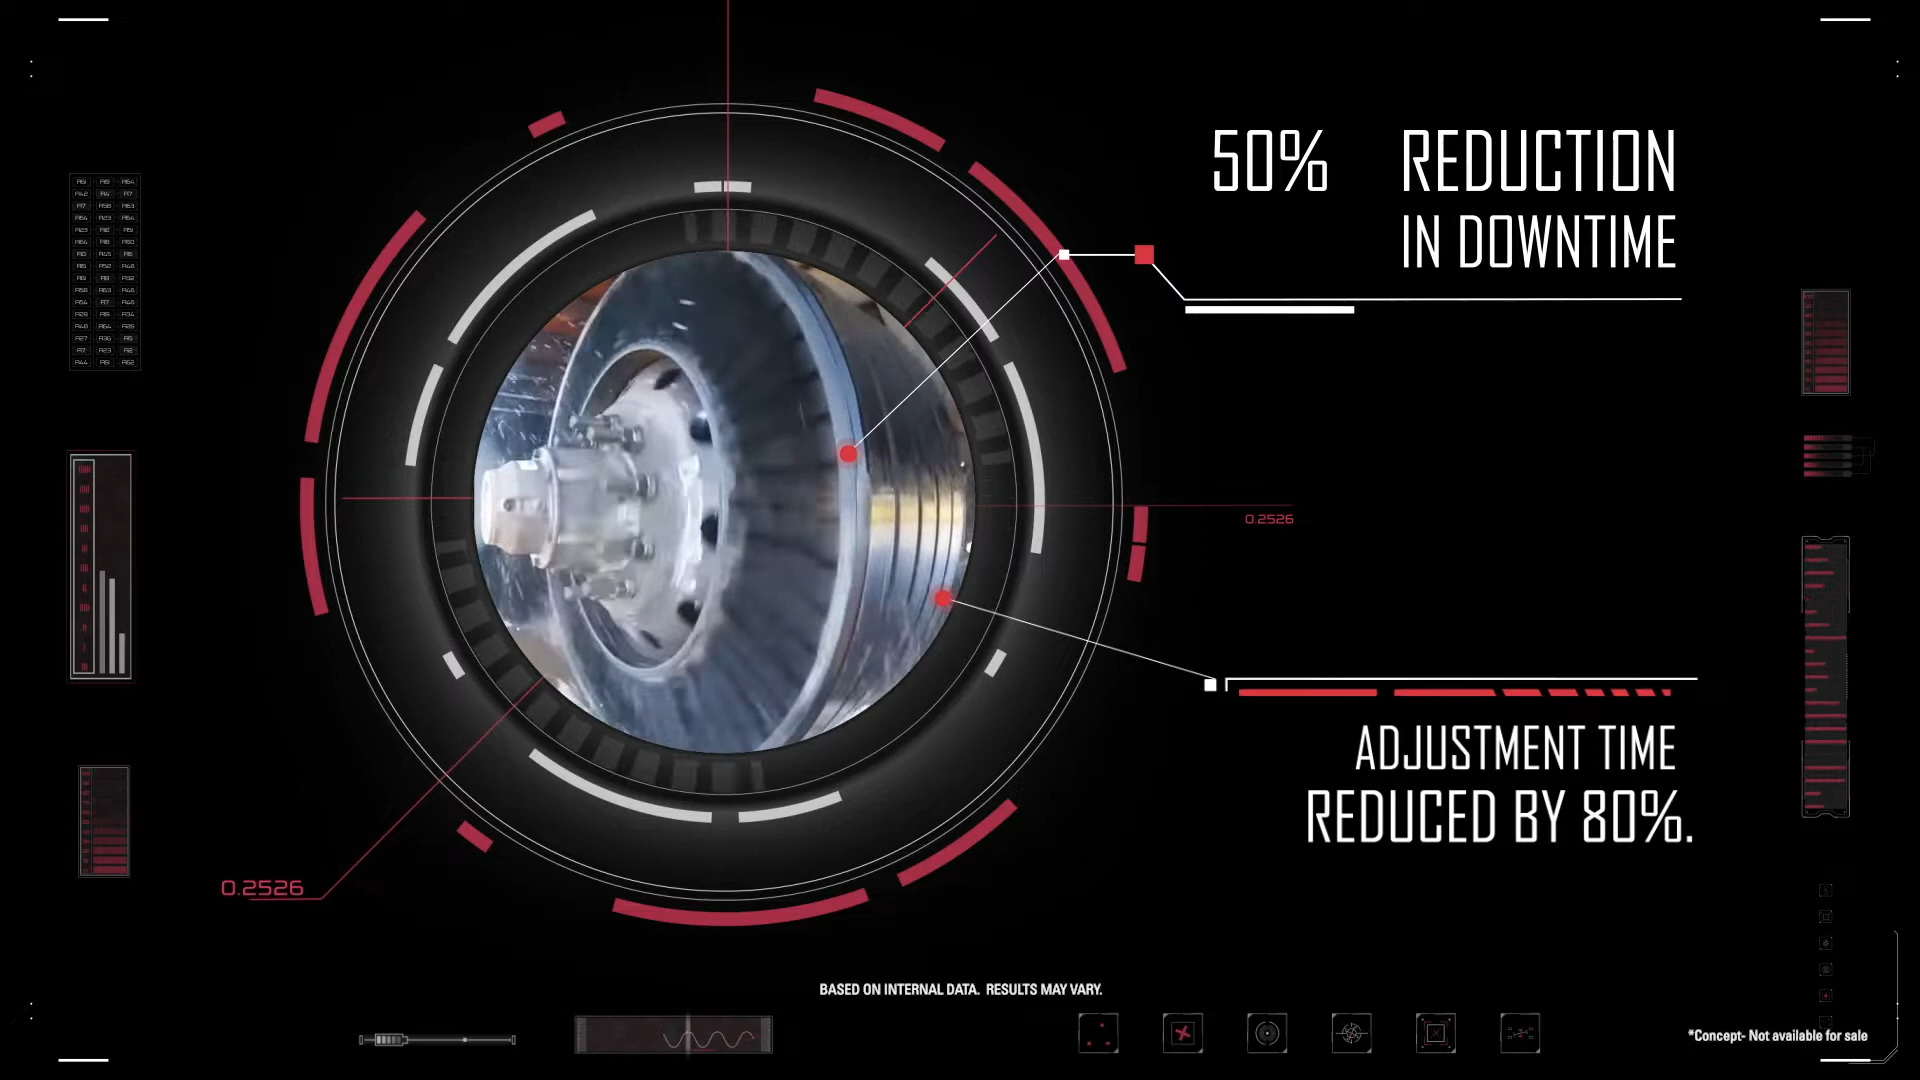 50% REDUCTION
IN DOWNTIME
0.2526
ADJUSTMENT TIME
REDUCED BY 80%.
0.2526
BASED ON INTERNAL DATA. RESULTS MAY VARY.
*Concept- Not available for sale